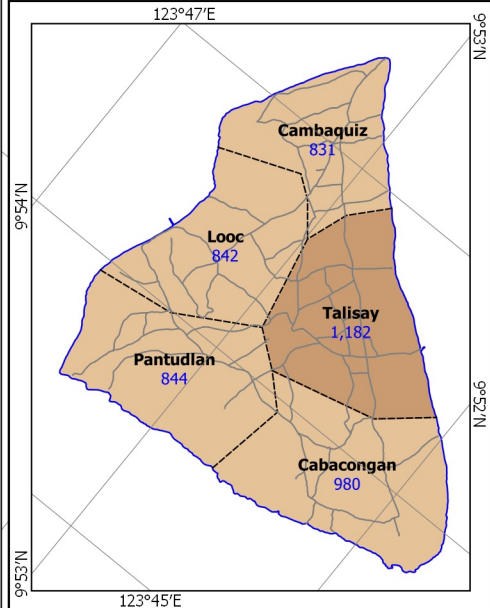 123°47'E
9°53'N
Cambaquiz
831
9°54'N
Looc
842
Talisay
1,182
Pantudlan
844
9°52'N
Cabacongan
980
9°53'N
123°45'E